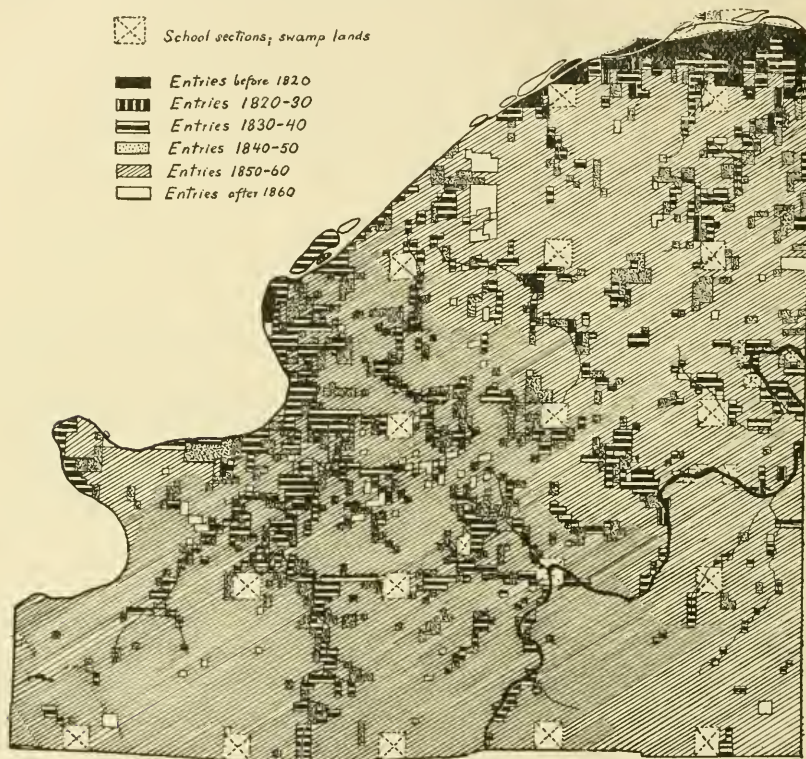 School sections; swamp lands
Entries before 1820
Entries 1820-30
Entries 1830-40
Entries 1840-50
Entries 1850-60
Entries after 1860